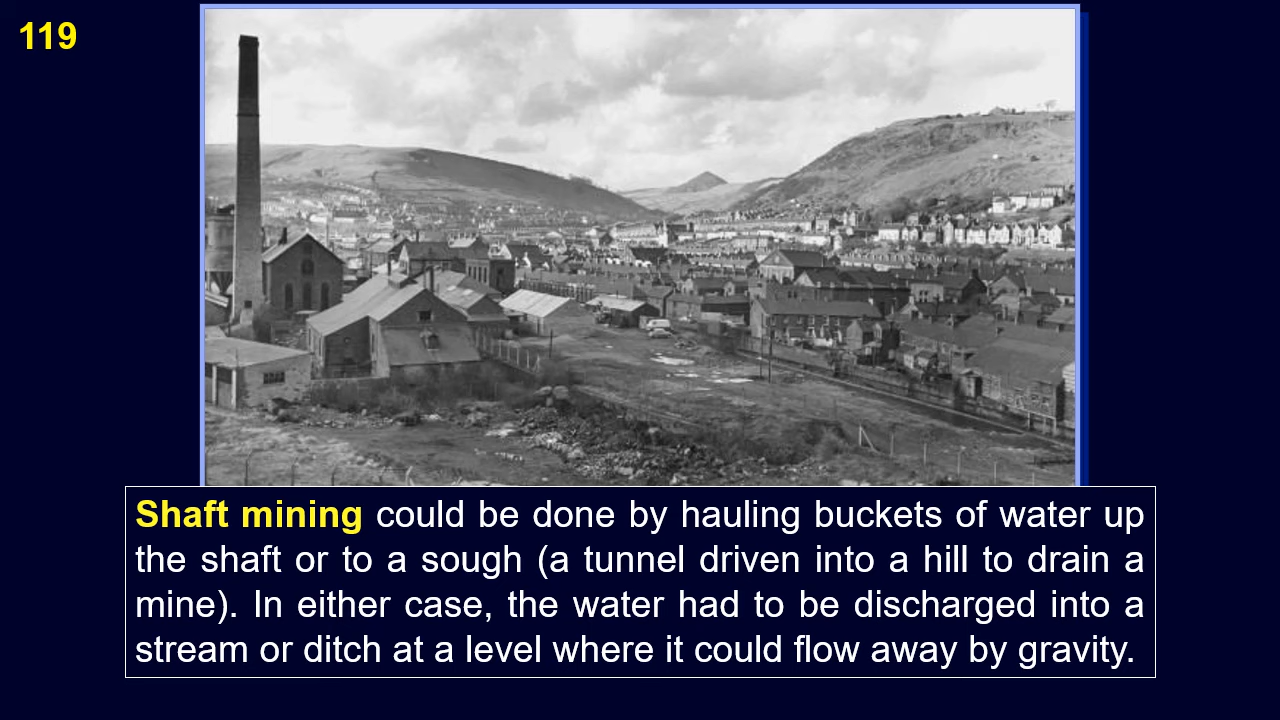 119
Shaft mining could be done by hauling buckets of water up
the shaft or to a sough (a tunnel driven into a hill to drain a
mine). In either case, the water had to be discharged into a
stream or ditch at a level where it could flow away by gravity.